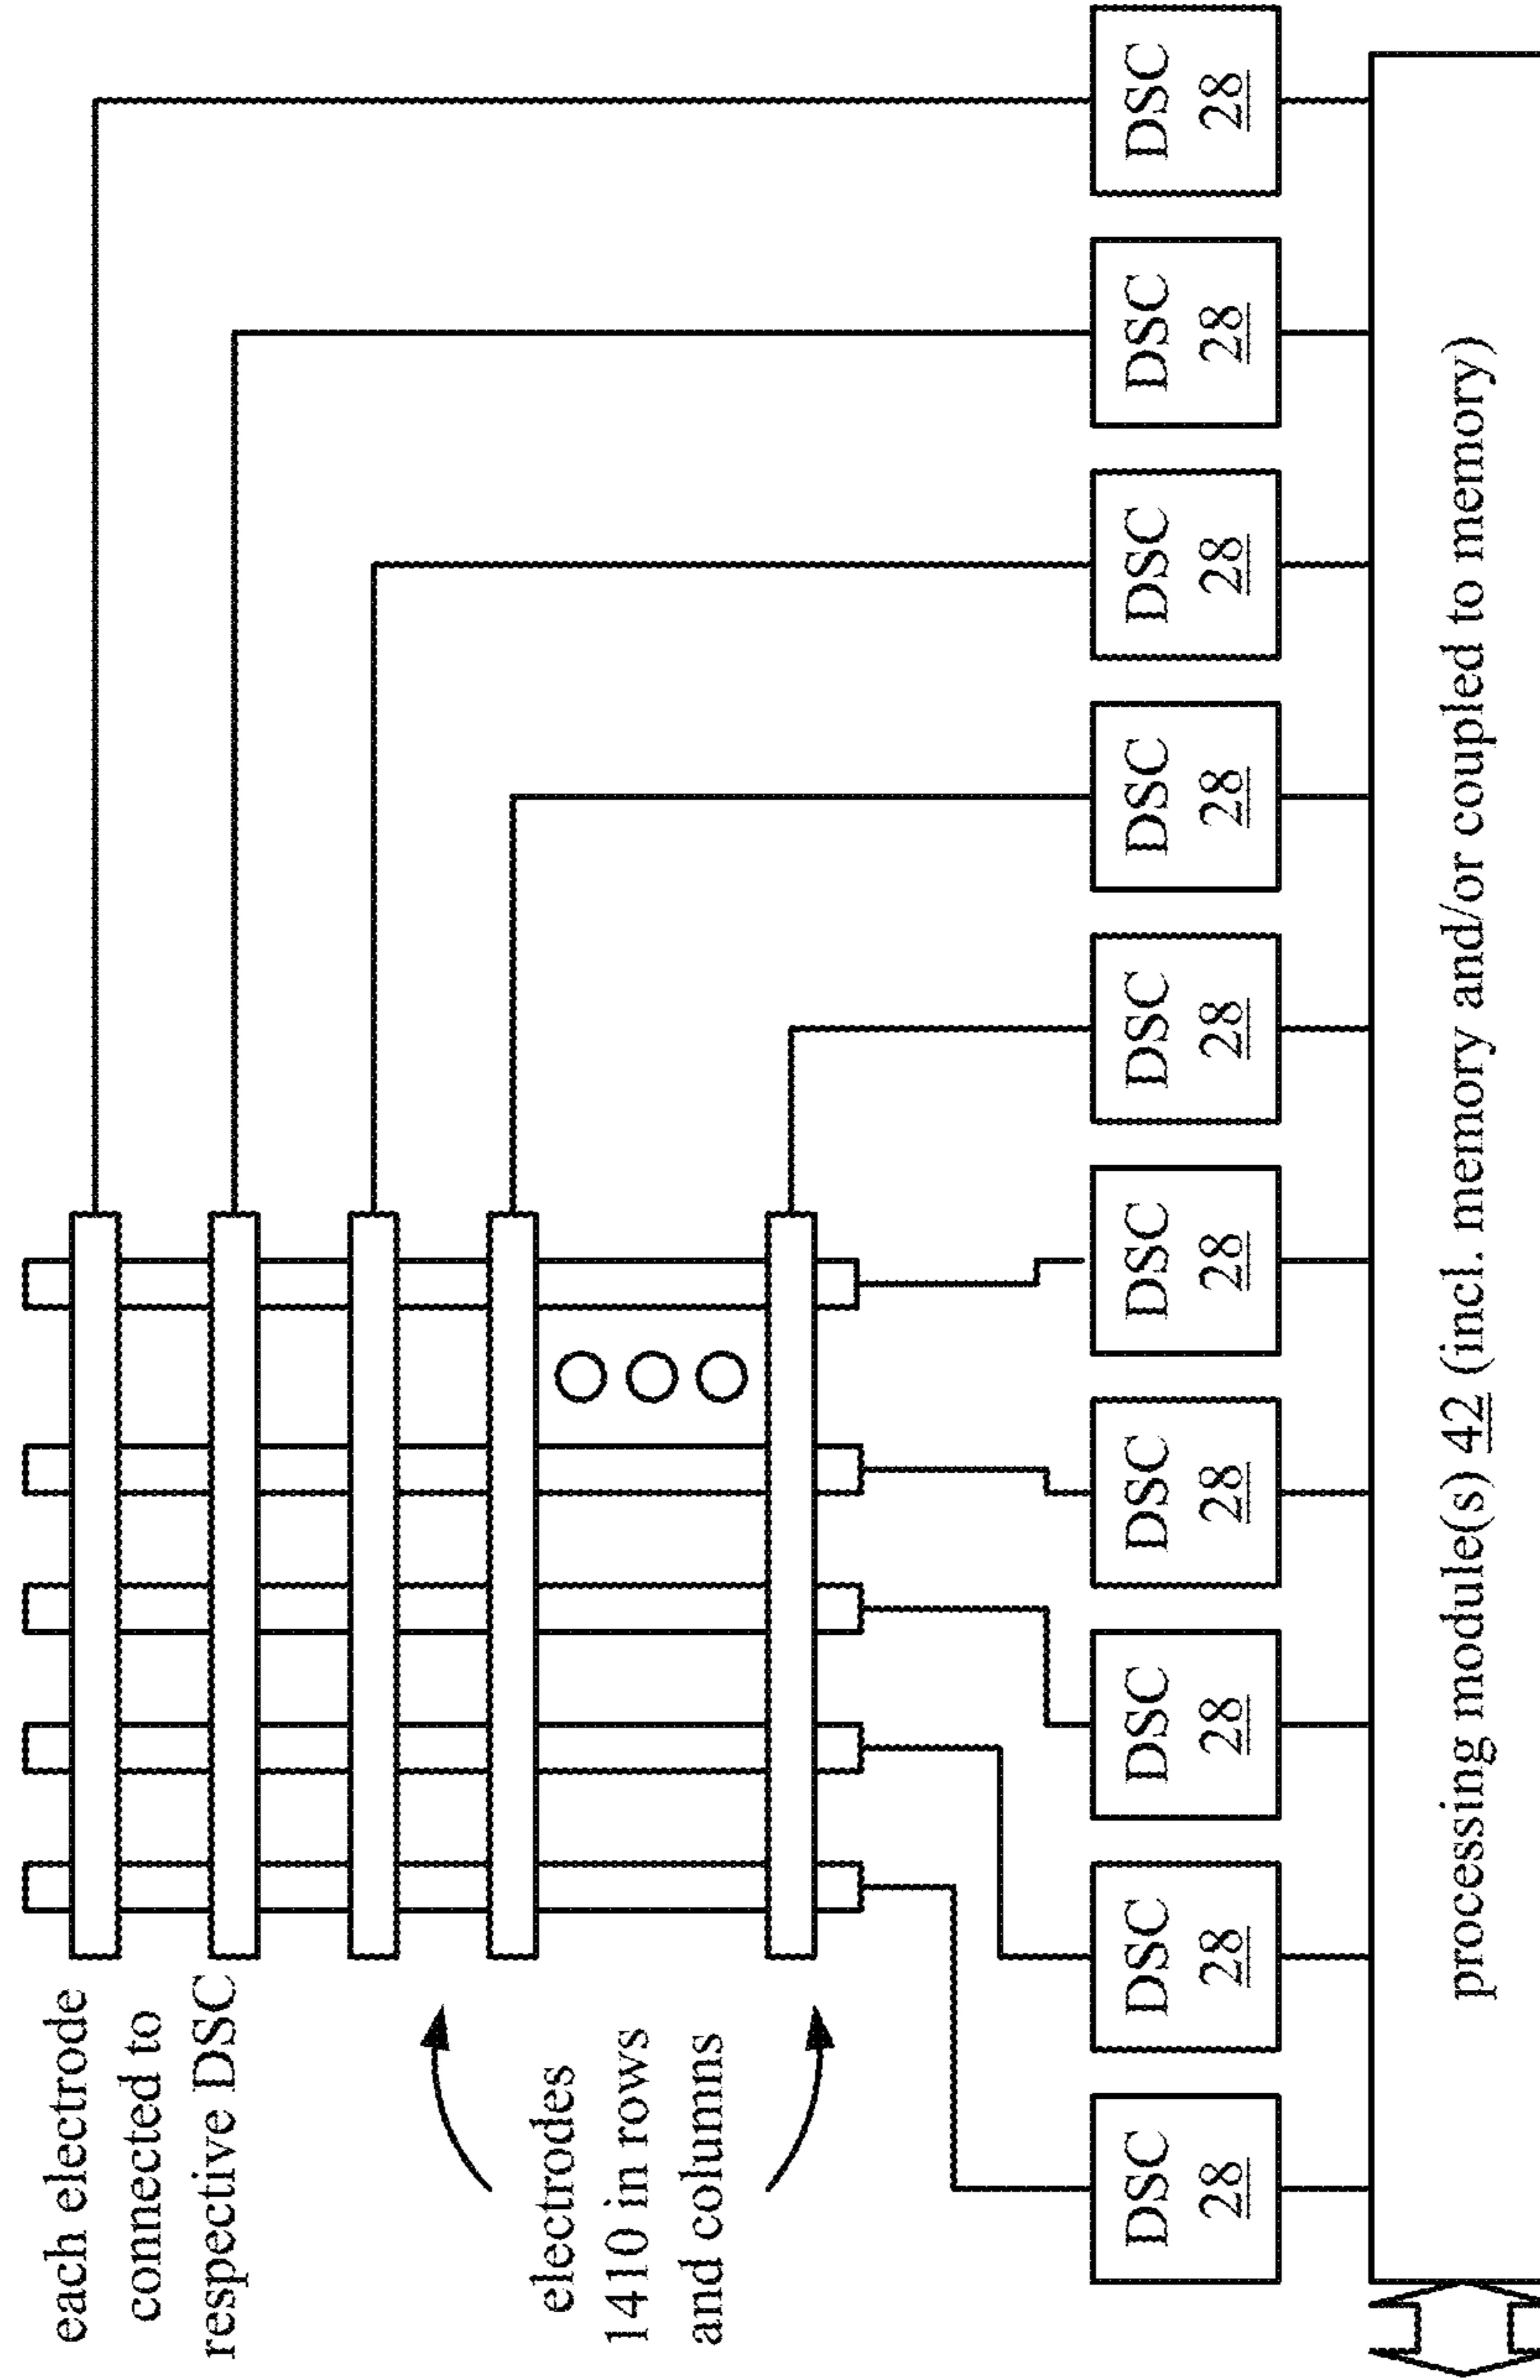 each electrode
connected to
respective DSC
electrodes
1410 in rows
and columns
DSC
28
DSC
28
DSC
28
DSC
28
DSC
28
DSC
28
DSC
28
DSC
28
DSC
28
DSC
28
processing module(s) 42 (incl. memory and/or coupled to memory)